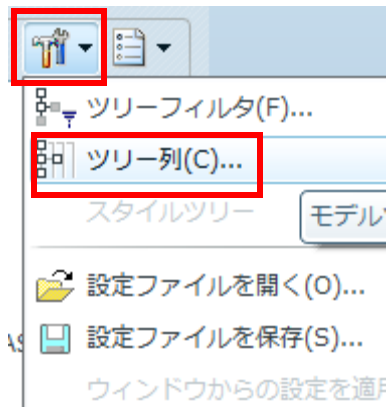 ツリーフィルタ(F)...
ツリー列(C)...
スタイルツリー
モデル
設定ファイルを開く(O)...
設定ファイルを保存(S)...
ウィンドウからの設定を適用